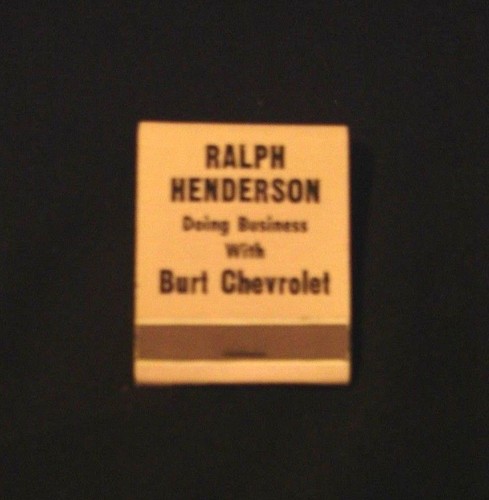 RALPH
HENDERSON
Doing Business
With
Burt Chevrolet